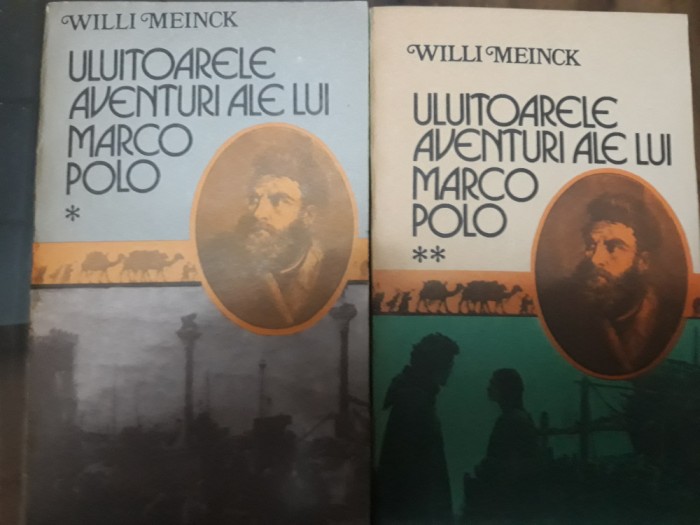 WILLI MEINCK
ULUITOARELE
AVENTURI ALE LUI
MARCO
POLO
*
WILLI MEINCK
ULUITOARELE
AVENTURI ALE LUI
MARCO
POLO
**